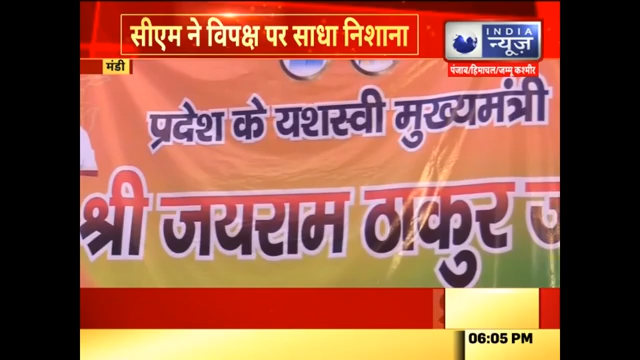 सीएम ने विपक्ष पर साधा निशाना
INDIA
न्यूज़
पंजाब/हिमाचल/जम्मू कश्मीर
मंडी
प्रदेश के यशस्वी मुख्यमंत्री
श्री जयराम ठाकुर
06:05 PM